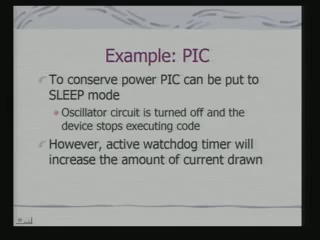 Example: PIC
To conserve power PIC can be put to
SLEEP mode
Oscillator circuit is turned off and the
device stops executing code
However, active watchdog timer will
increase the amount of current drawn